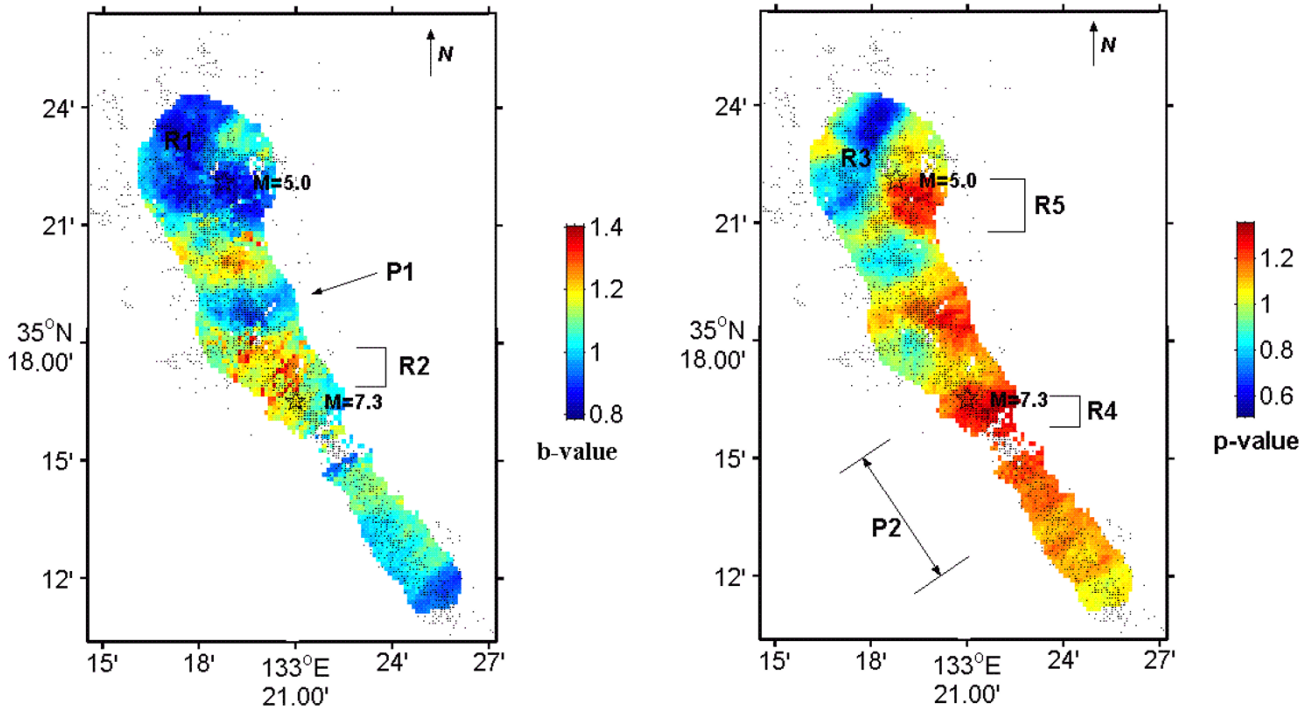 N
24'
R1
M=5.0
21'
P1
35°N
18.00'
R2
M=7.3
15'
12'
15'
18'
133°E
21.00'
24'
27'
1.4
1.2
1
0.8
b-value
N
24'
R3
M=5.0
R5
21'
35°N
18.00'
M=7.3
R4
15'
P2
12'
15'
18'
133°E
21.00'
24'
27'
1.2
1
0.8
0.6
p-value